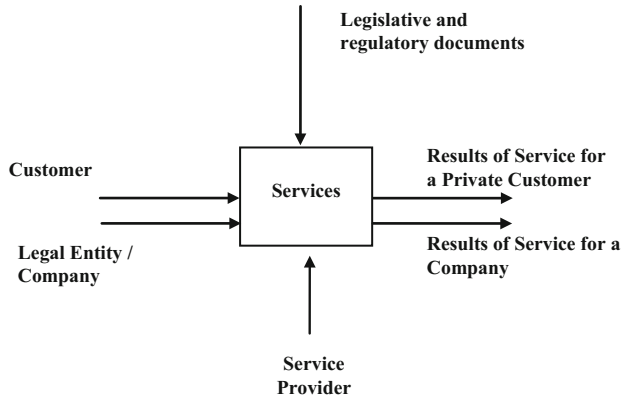 Legislative and
regulatory documents
Customer
Services
Results of Service for
a Private Customer
Legal Entity /
Company
Results of Service for a
Company
Service
Provider